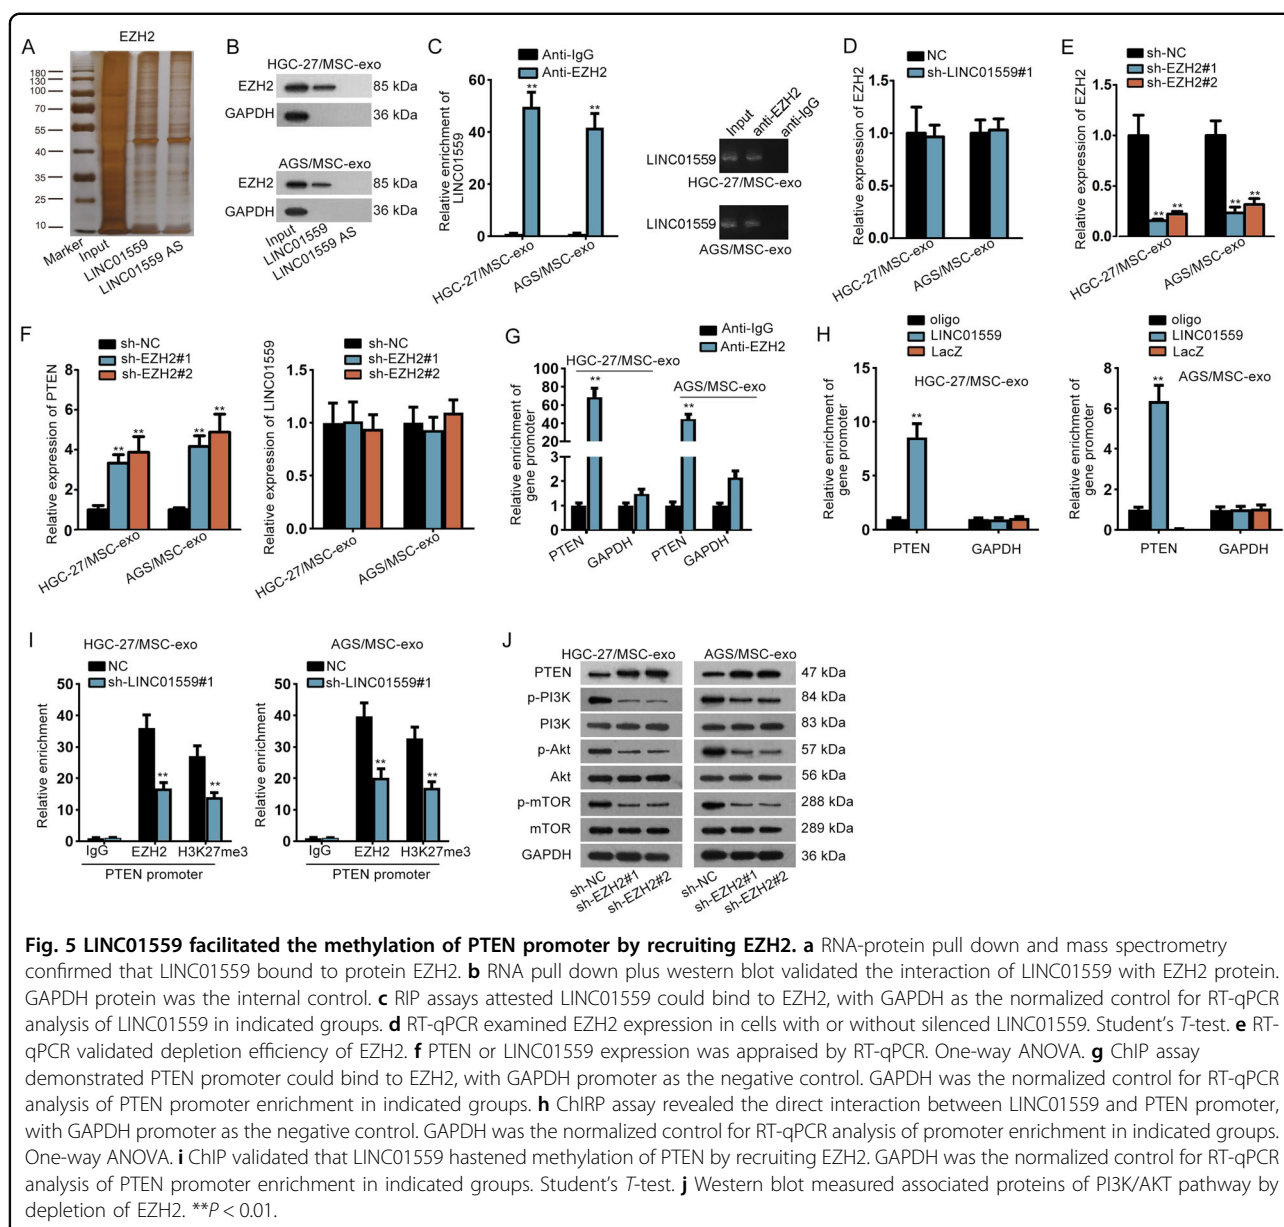 A
EZH2
180
130
100
70
55
40
35
25
10
Marker
Input
LINC01559
LINC01559 AS
B
HGC-27/MSC-exo
EZH2
85 kDa
GAPDH
36 kDa
AGS/MSC-exo
EZH2
85 kDa
GAPDH
36 kDa
Input
LINC01559
LINC01559 AS
C
Anti-IgG
Anti-EZH2
Relative enrichment of
LINC01559
60
40
20
0
**
**
HGC-27/MSC-exo
AGS/MSC-exo
Input
anti-EZH2
anti-IgG
LINC01559
HGC-27/MSC-exo
LINC01559
AGS/MSC-exo
D
NC
sh-LINC01559#1
Relative expression of EZH2
1.5
1.0
0.5
0.0
HGC-27/MSC-exo
AGS/MSC-exo
E
sh-NC
sh-EZH2#1
sh-EZH2#2
Relative expression of EZH2
1.5
1.0
0.5
0.0
** **
** **
HGC-27/MSC-exo
AGS/MSC-exo
F
sh-NC
sh-EZH2#1
sh-EZH2#2
Relative expression of PTEN
8
6
4
2
0
** **
** **
HGC-27/MSC-exo
AGS/MSC-exo
sh-NC
sh-EZH2#1
sh-EZH2#2
Relative expression of LINC01559
1.5
1.0
0.5
0.0
HGC-27/MSC-exo
AGS/MSC-exo
G
Anti-IgG
Anti-EZH2
HGC-27/MSC-exo
AGS/MSC-exo
Relative enrichment of
gene promoter
100
80
60
40
20
3
2
1
0
**
**
PTEN
GAPDH
PTEN
GAPDH
H
oligo
LINC01559
LacZ
HGC-27/MSC-exo
Relative enrichment of
gene promoter
15
10
5
0
**
PTEN GAPDH
oligo
LINC01559
LacZ
AGS/MSC-exo
Relative enrichment of
gene promoter
8
6
4
2
0
**
PTEN GAPDH
I
HGC-27/MSC-exo
NC
sh-LINC01559#1
Relative enrichment
50
40
30
20
10
0
**
**
IgG EZH2 H3K27me3
PTEN promoter
AGS/MSC-exo
NC
sh-LINC01559#1
Relative enrichment
50
40
30
20
10
0
**
**
IgG EZH2 H3K27me3
PTEN promoter
J
HGC-27/MSC-exo AGS/MSC-exo
PTEN 47 kDa
p-PI3K 84 kDa
PI3K 83 kDa
p-Akt 57 kDa
Akt 56 kDa
p-mTOR 288 kDa
mTOR 289 kDa
GAPDH 36 kDa
sh-NC
sh-EZH2#1
sh-EZH2#2
sh-NC
sh-EZH2#1
sh-EZH2#2
Fig. 5 LINC01559 facilitated the methylation of PTEN promoter by recruiting EZH2. a RNA-protein pull down and mass spectrometry
confirmed that LINC01559 bound to protein EZH2. b RNA pull down plus western blot validated the interaction of LINC01559 with EZH2 protein.
GAPDH protein was the internal control. c RIP assays attested LINC01559 could bind to EZH2, with GAPDH as the normalized control for RT-qPCR
analysis of LINC01559 in indicated groups. d RT-qPCR examined EZH2 expression in cells with or without silenced LINC01559. Student's T-test. e RT-
qPCR validated depletion efficiency of EZH2. f PTEN or LINC01559 expression was appraised by RT-qPCR. One-way ANOVA. g ChIP assay
demonstrated PTEN promoter could bind to EZH2, with GAPDH promoter as the negative control. GAPDH was the normalized control for RT-qPCR
analysis of PTEN promoter enrichment in indicated groups. h ChIRP assay revealed the direct interaction between LINC01559 and PTEN promoter,
with GAPDH promoter as the negative control. GAPDH was the normalized control for RT-qPCR analysis of promoter enrichment in indicated groups.
One-way ANOVA. i ChIP validated that LINC01559 hastened methylation of PTEN by recruiting EZH2. GAPDH was the normalized control for RT-qPCR
analysis of PTEN promoter enrichment in indicated groups. Student's T-test. j Western blot measured associated proteins of PI3K/AKT pathway by
depletion of EZH2. **P < 0.01.